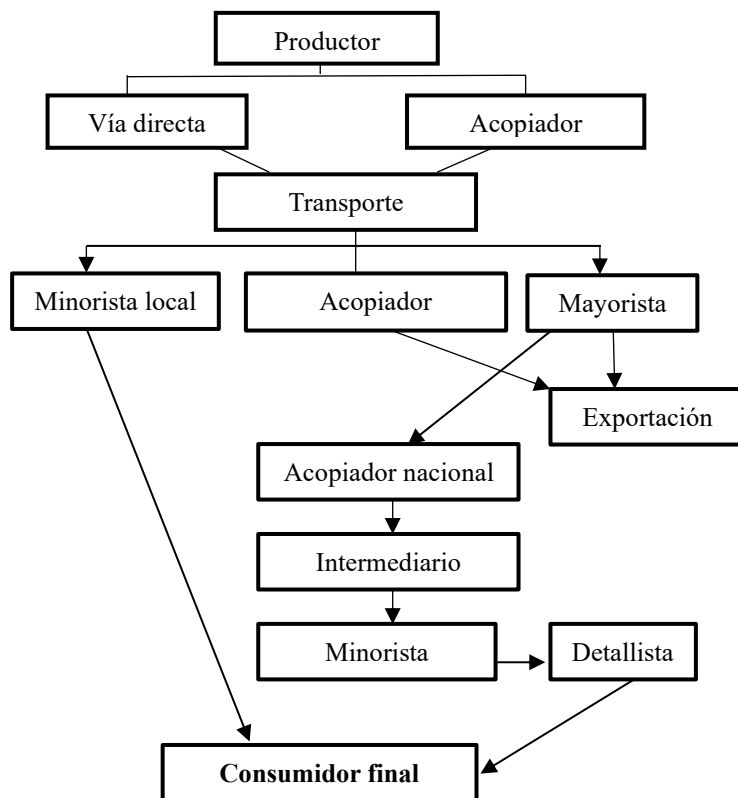 Productor
Vía directa
Acopiador
Transporte
Minorista local
Acopiador
Mayorista
Exportación
Acopiador nacional
Intermediario
Minorista
Detallista
Consumidor final